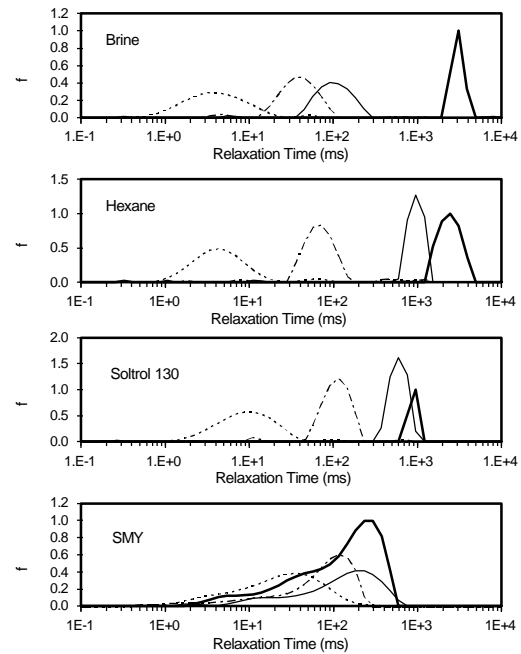 1.2
1.0
0.8
0.6
0.4
0.2
0.0
f
Brine
1.E-1 1.E+0 1.E+1 1.E+2 1.E+3 1.E+4
Relaxation Time (ms)
1.5
1.0
0.5
0.0
f
Hexane
1E-1 1E+0 1E+1 1E+2 1E+3 1E+4
Relaxation Time (ms)
2.0
1.5
1.0
0.5
0.0
f
Soltrol 130
1.E-1 1.E+0 1.E+1 1.E+2 1.E+3 1.E+4
Relaxation Time (ms)
1.2
1.0
0.8
0.6
0.4
0.2
0.0
f
SMY
1E-1 1E+0 1E+1 1E+2 1E+3 1E+4
Relaxation Time (ms)